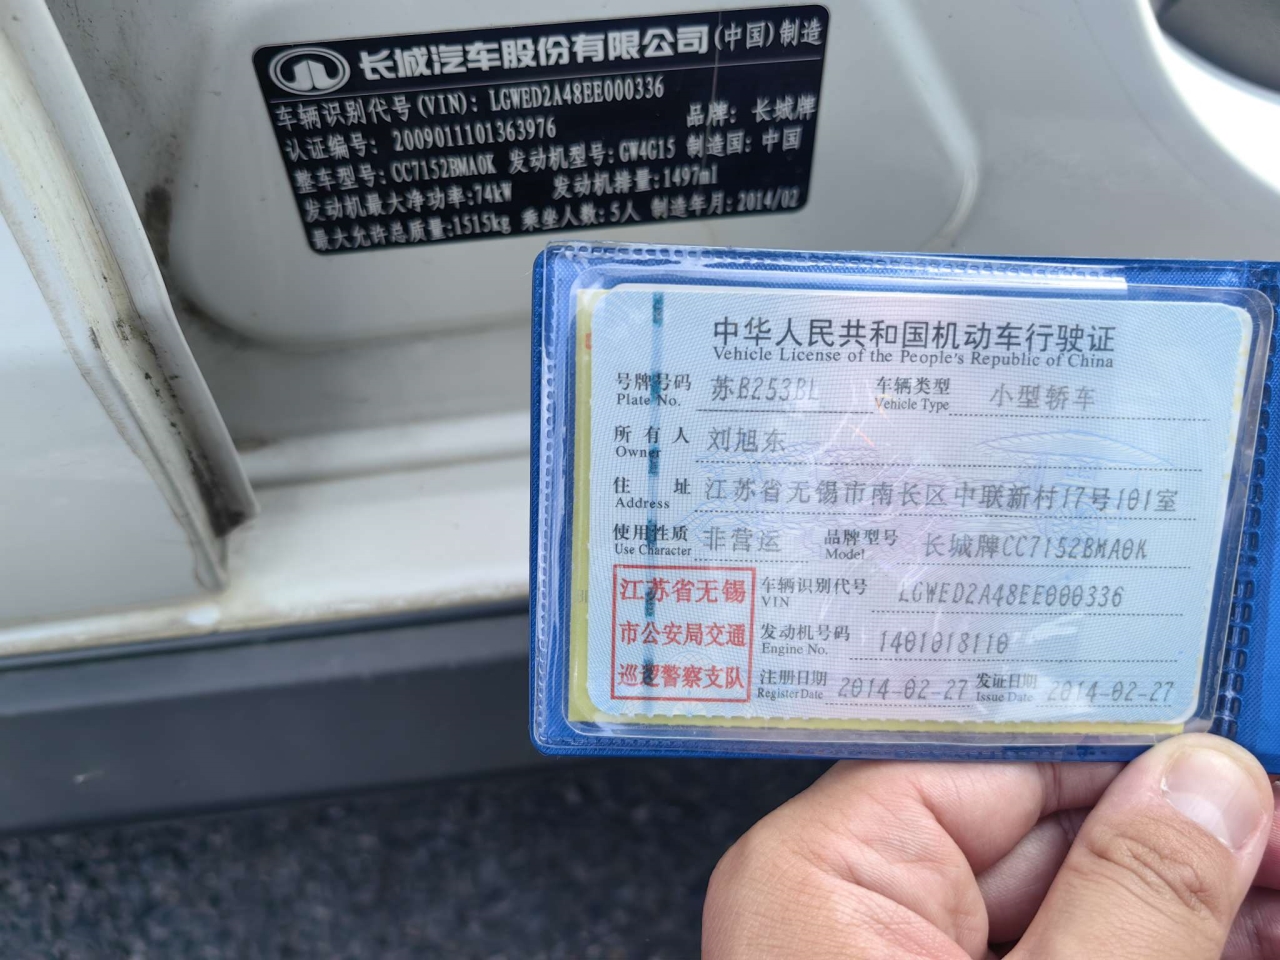 长城汽车股份有限公司(中国)制造
车辆识别代号(VIN): LGWED2A48EE000336
认证编号: 2009011101363976 品牌: 长城牌
整车型号:CC7152BMA0K 发动机型号:GW4G15 制造国: 中国
发动机最大净功率:74kW 发动机排量:1497ml
最大允许总质量:1515kg 乘坐人数: 5人 制造年月: 2014/02
中华人民共和国机动车行驶证
Vehicle License of the People's Republic of China
号牌号码 苏B253BL 车辆类型 小型轿车
Plate No. Vehicle Type
所有人 刘旭东
Owner
住址 江苏省无锡市南长区中联新村17号101室
Address
使用性质 非营运 品牌型号 长城牌CC7152BMA0K
Use Character Model
江苏省无锡 车辆识别代号 LGWED2A48EE000336
VIN
市公安局交通 发动机号码 1401018110
Engine No.
巡逻警察支队 注册日期 2014-02-27 发证日期 2014-02-27
Register Date Issue Date